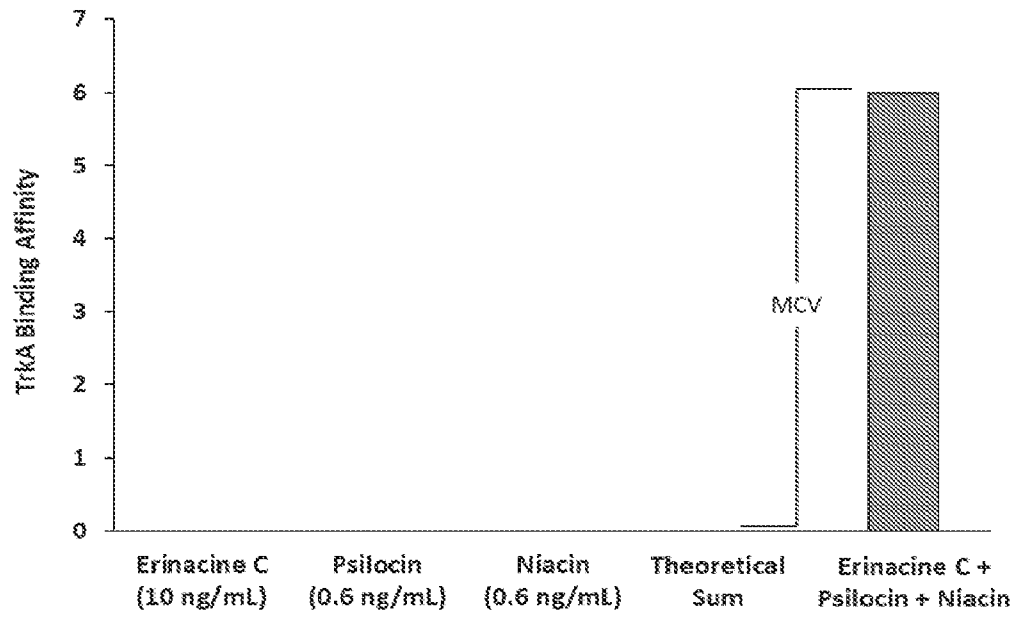 7
6
5
4
3
2
1
0
TrkA Binding Affinity
MCV
Erinacine C
(10 ng/mL)
Psilocin
(0.6 ng/mL)
Niacin
(0.6 ng/mL)
Theoretical
Sum
Erinacine C +
Psilocin + Niacin